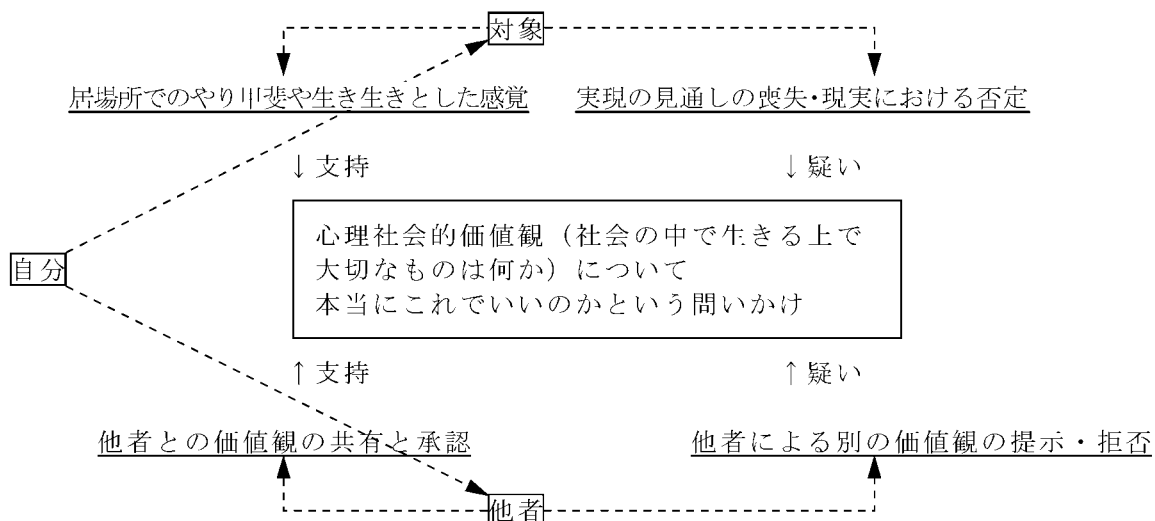 対象
居場所でのやり甲斐や生き生きとした感覚
実現の見通しの喪失・現実における否定
↓支持
↓疑い
心理社会的価値観（社会の中で生きる上で
大切なものは何か）について
本当にこれでいいのかという問いかけ
自分
↑支持
↑疑い
他者との価値観の共有と承認
他者による別の価値観の提示・拒否
他者